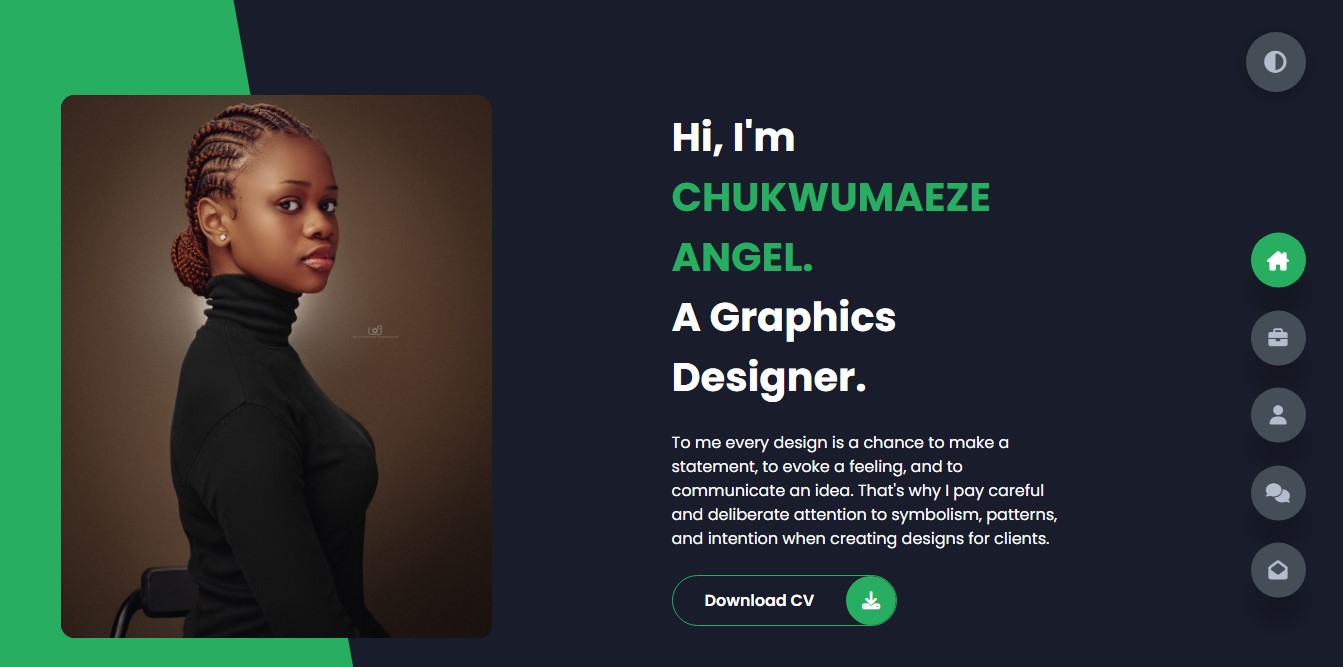 Hi, I'm
CHUKWUMAEZE
ANGEL.
A Graphics
Designer.
To me every design is a chance to make a
statement, to evoke a feeling, and to
communicate an idea. That's why I pay careful
and deliberate attention to symbolism, patterns,
and intention when creating designs for clients.
Download CV